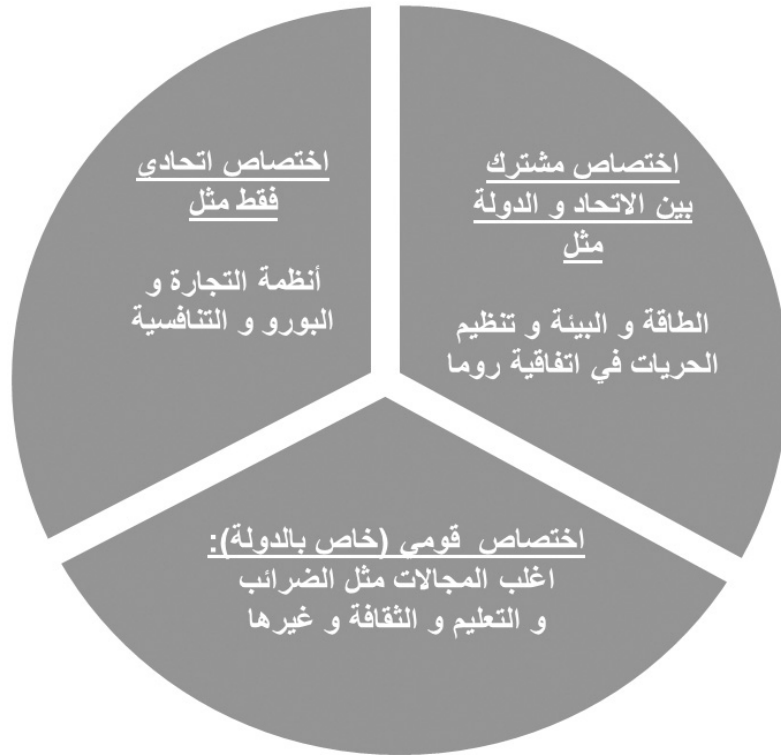 اختصاص مشترك
بين الاتحاد و الدولة
مثل
الطاقة و البيئة و تنظيم
الحريات في اتفاقية روما
اختصاص اتحادي
فقط مثل
أنظمة التجارة و
اليورو و التنافسية
اختصاص قومي (خاص بالدولة):
اغلب المجالات مثل الضرائب
و التعليم و الثقافة و غيرها